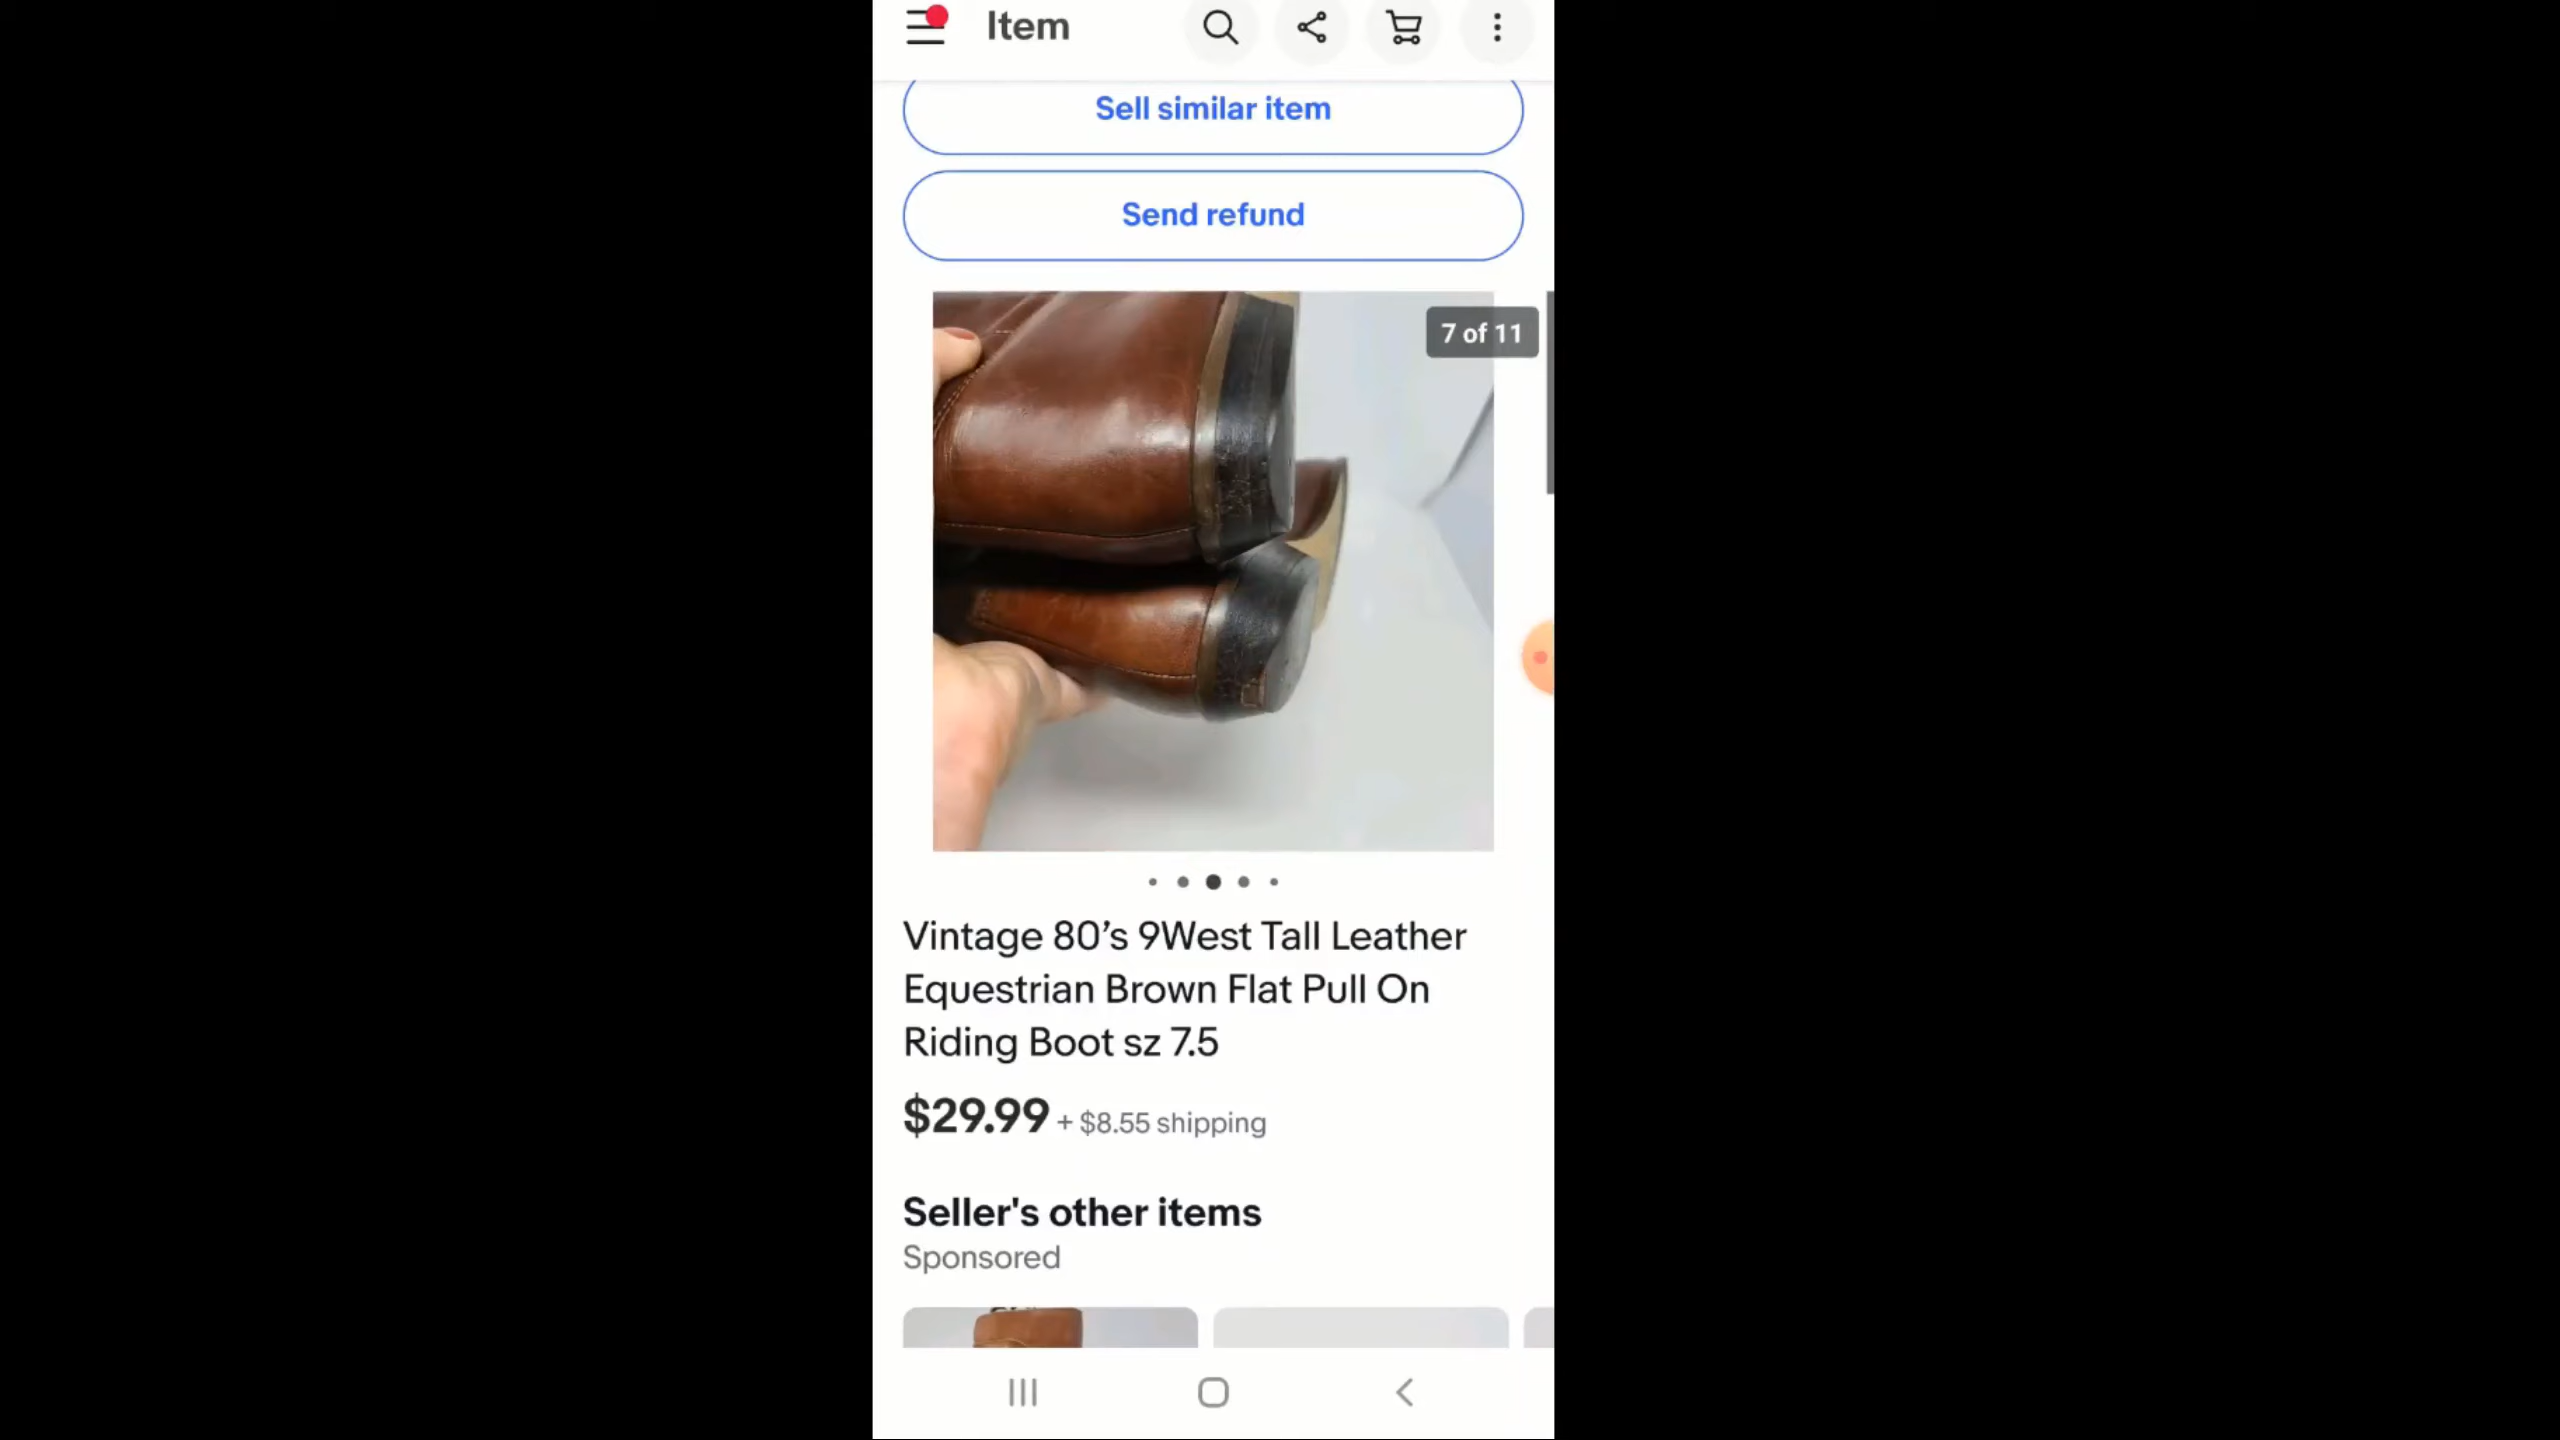 Item
Sell similar item
Send refund
7 of 11
Vintage 80’s 9West Tall Leather
Equestrian Brown Flat Pull On
Riding Boot sz 7.5
$29.99 + $8.55 shipping
Seller's other items
Sponsored